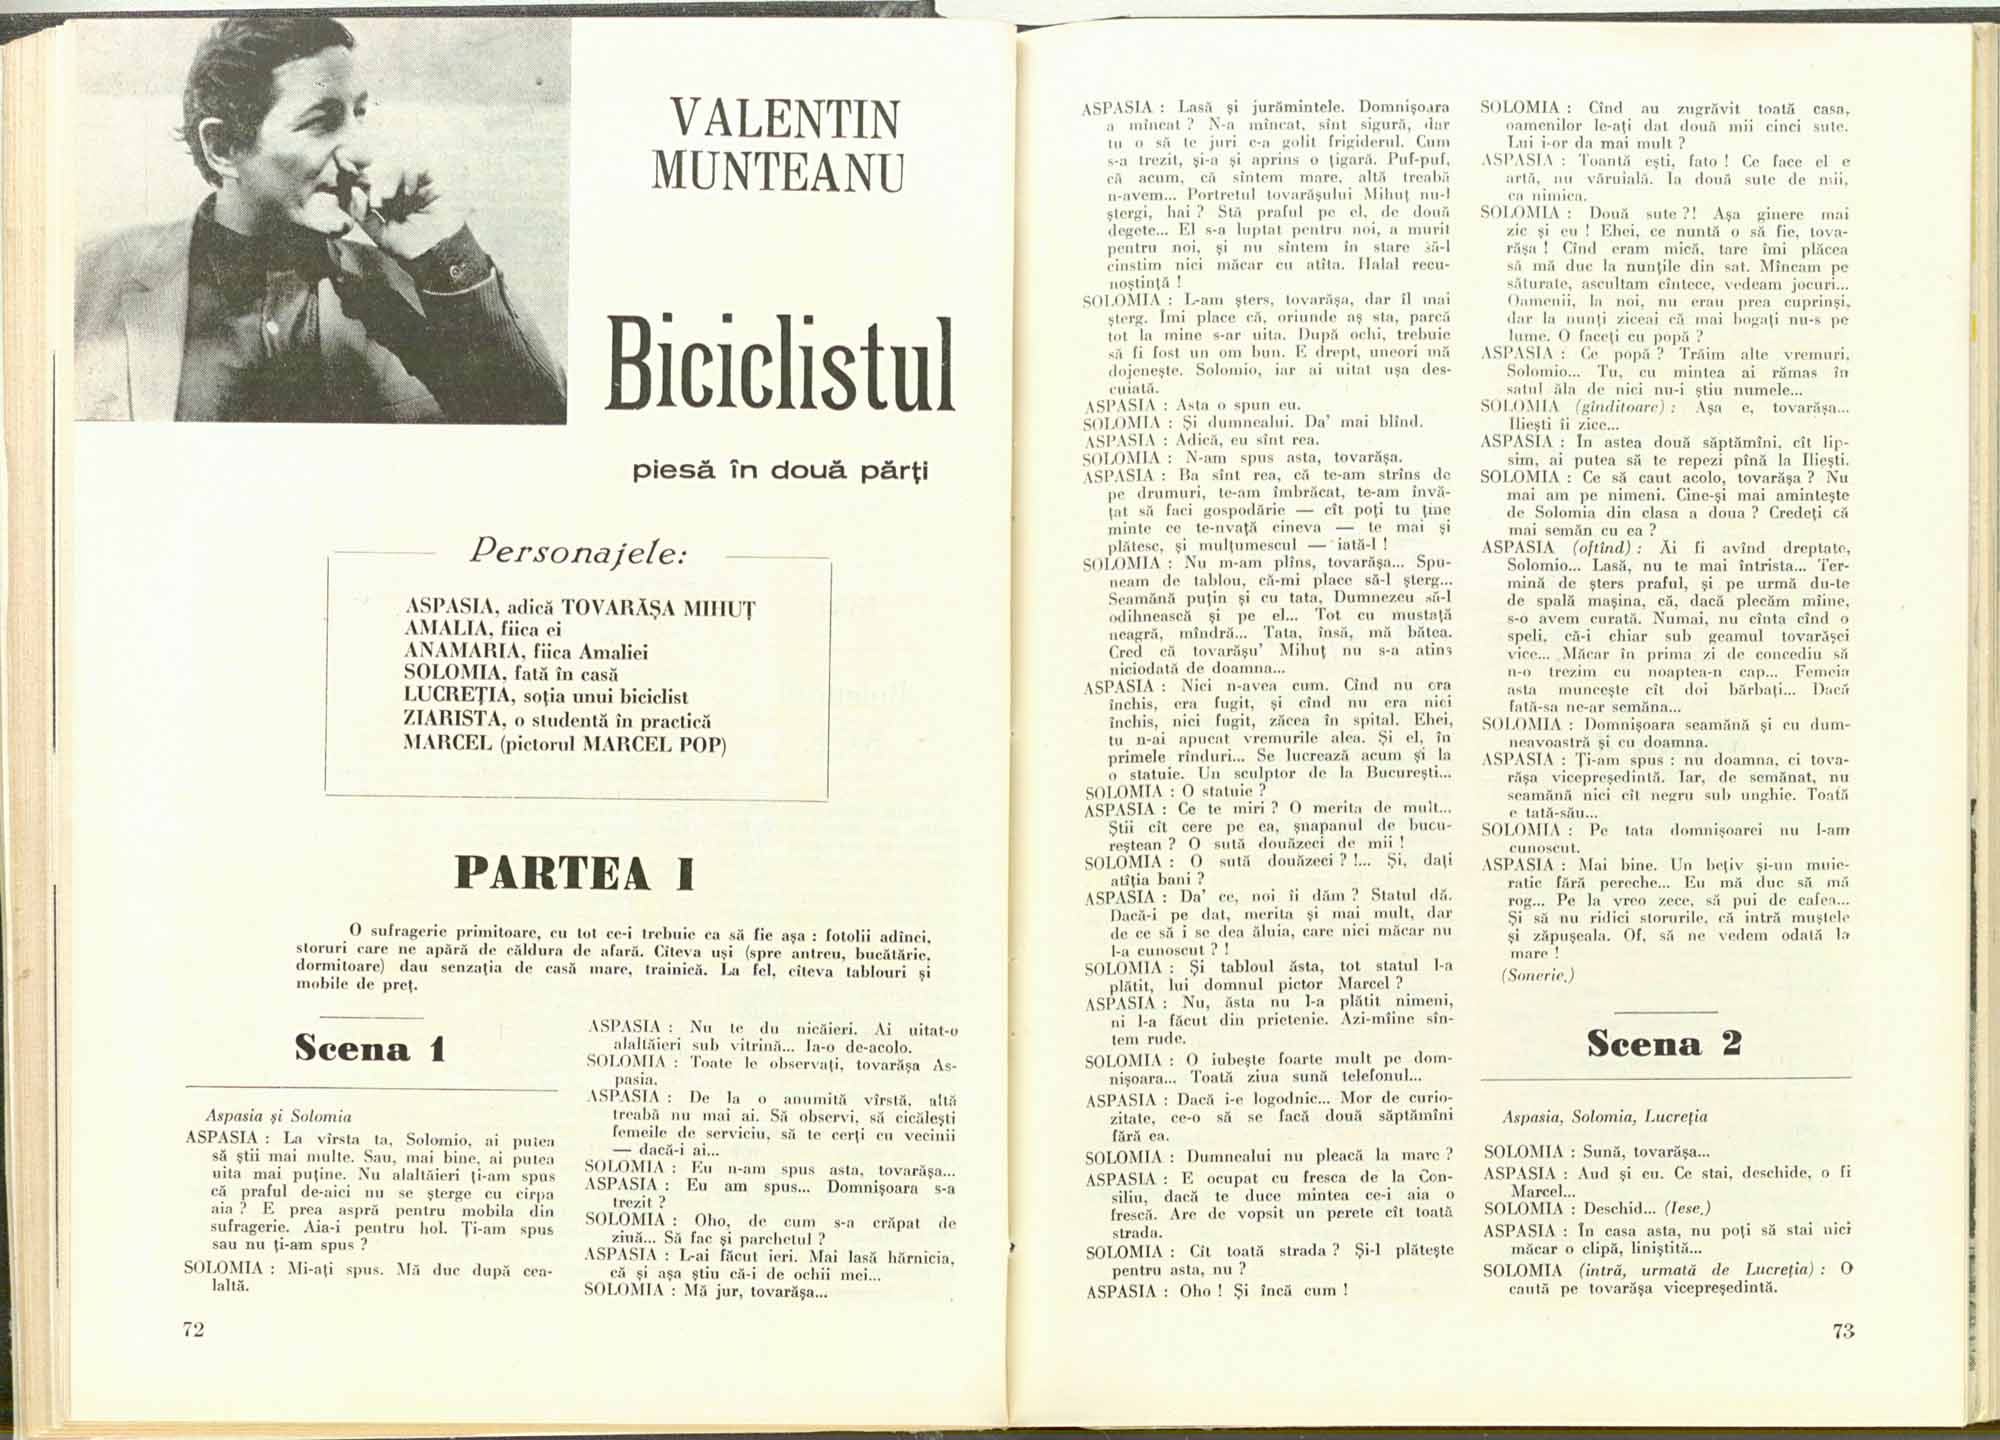 VALENTIN
MUNTEANU
Biciclistul
piesă în două părți
Personajele:
ASPASIA, adică TOVARĂȘA MIHUȚ
AMALIA, fiica ei
ANAMARIA, fiica Amaliei
SOLOMIA, fată în casă
LUCREȚIA, soția unui biciclist
ZIARISTA, o studentă în practică
MARCEL (pictorul MARCEL POP)
PARTEA I
O sufragerie primitoare, cu tot ce-i trebuie ca să fie așa : fotolii adînci,
storuri care ne apără de căldura de afară. Cîteva uși (spre antreu, bucătărie,
dormitoare) dau senzația de casă mare, trainică. La fel, cîteva tablouri și
mobile de preț.
Scena 1
Aspasia și Solomia
ASPASIA : La vîrsta ta, Solomio, ai putea
să știi mai multe. Sau, mai bine, ai putea
uita mai puține. Nu alaltăieri ți-am spus
că praful de-aici nu se șterge cu cîrpa
aia ? E prea aspră pentru mobila din
sufragerie. Aia-i pentru hol. Ți-am spus
sau nu ți-am spus ?
SOLOMIA : Mi-ați spus. Mă duc după cea-
laltă.
ASPASIA : Nu te du nicăieri. Ai uitat-o
alaltăieri sub vitrină... Ia-o de-acolo.
SOLOMIA : Toate le observați, tovarășa As-
pasia.
ASPASIA : De la o anumită vîrstă, altă
treabă nu mai ai. Să observi, să cicălești
femeile de serviciu, să te cerți cu vecinii
— dacă-i ai...
SOLOMIA : Eu n-am spus asta, tovarășa...
ASPASIA : Eu am spus... Domnișoara s-a
trezit ?
SOLOMIA : Oho, de cum s-a crăpat de
ziuă... Să fac și parchetul ?
ASPASIA : L-ai făcut ieri. Mai lasă hărnicia,
că și așa știu că-i de ochii mei...
SOLOMIA : Mă jur, tovarășa...
72
ASPASIA : Lasă și jurămintele. Domnișoara
a mîncat ? N-a mîncat, sînt sigură, dar
tu o să te juri c-a golit frigiderul. Cum
s-a trezit, și-a și aprins o țigară. Puf-puf,
că acum, că sîntem mare, altă treabă
n-avem... Portretul tovarășului Mihuț nu-l
ștergi, hai ? Stă praful pe el, de două
degete... El s-a luptat pentru noi, a murit
pentru noi, și nu sîntem în stare să-l
cinstim nici măcar cu atîta. Halal recu-
noștință !
SOLOMIA : L-am șters, tovarășa, dar îl mai
șterg. Îmi place că, oriunde aș sta, parcă
tot la mine s-ar uita. După ochi, trebuie
să fi fost un om bun. E drept, uneori mă
dojenește. Solomio, iar ai uitat ușa des-
cuiată.
ASPASIA : Asta o spun eu.
SOLOMIA : Și dumnealui. Da' mai blînd.
ASPASIA : Adică, eu sînt rea.
SOLOMIA : N-am spus asta, tovarășa.
ASPASIA : Ba sînt rea, că te-am strîns de
pe drumuri, te-am îmbrăcat, te-am învă-
țat să faci gospodărie — cît poți tu ține
minte ce te-nvață cineva — te mai și
plătesc, și mulțumescul — iată-l !
SOLOMIA : Nu m-am plîns, tovarășa... Spu-
neam de tablou, că-mi place să-l șterg...
Seamănă puțin și cu tata, Dumnezeu să-l
odihnească și pe el... Tot cu mustață
neagră, mîndră... Tata, însă, mă bătea.
Cred că tovarășu' Mihuț nu s-a atins
niciodată de doamna...
ASPASIA : Nici n-avea cum. Cînd nu era
închis, era fugit, și cînd nu era nici
închis, nici fugit, zăcea în spital. Ehei,
tu n-ai apucat vremurile alea. Și el, în
primele rînduri... Se lucrează acum și la
o statuie. Un sculptor de la București...
SOLOMIA : O statuie ?
ASPASIA : Ce te miri ? O merita de mult...
Știi cît cere pe ea, șnapanul de bucu-
reștean ? O sută douăzeci de mii !
SOLOMIA : O sută douăzeci ? !... Și, dați
atîția bani ?
ASPASIA : Da' ce, noi îi dăm ? Statul dă.
Dacă-i pe dat, merita și mai mult, dar
de ce să i se dea ăluia, care nici măcar nu
l-a cunoscut ? !
SOLOMIA : Și tabloul ăsta, tot statul l-a
plătit, lui domnul pictor Marcel ?
ASPASIA : Nu, ăsta nu l-a plătit nimeni,
ni l-a făcut din prietenie. Azi-mîine sîn-
tem rude.
SOLOMIA : O iubește foarte mult pe dom-
nișoara... Toată ziua sună telefonul...
ASPASIA : Dacă i-e logodnic... Mor de curio-
zitate, ce-o să se facă două săptămîni
fără ea.
SOLOMIA : Dumnealui nu pleacă la mare ?
ASPASIA : E ocupat cu fresca de la Con-
siliu, dacă te duce mintea ce-i aia o
frescă. Are de vopsit un perete cît toată
strada.
SOLOMIA : Cît toată strada ? Și-l plătește
pentru asta, nu ?
ASPASIA : Oho ! Și încă cum !
SOLOMIA : Cînd au zugrăvit toată casa,
oamenilor le-ați dat două mii cinci sute.
Lui i-or da mai mult ?
ASPASIA : Toantă ești, fato ! Ce face el e
artă, nu văruială. Ia două sute de mii,
ca nimica.
SOLOMIA : Două sute ?! Așa ginere mai
zic și eu ! Ehei, ce nuntă o să fie, tova-
rășa ! Cînd eram mică, tare îmi plăcea
să mă duc la nunțile din sat. Mîncam pe
săturate, ascultam cîntece, vedeam jocuri...
Oamenii, la noi, nu erau prea cuprinși,
dar la nunți ziceai că mai bogați nu-s pe
lume. O faceți cu popă ?
ASPASIA : Ce popă ? Trăim alte vremuri,
Solomio... Tu, cu mintea ai rămas în
satul ăla de nici nu-i știu numele...
SOLOMIA (gînditoare) : Așa e, tovarășa...
Iliești îi zice...
ASPASIA : În astea două săptămîni, cît lip-
sim, ai putea să te repezi pînă la Iliești.
SOLOMIA : Ce să caut acolo, tovarășa ? Nu
mai am pe nimeni. Cine-și mai amintește
de Solomia din clasa a doua ? Credeți că
mai semăn cu ea ?
ASPASIA (oftînd) : Ai fi avînd dreptate,
Solomio... Lasă, nu te mai întrista... Ter-
mină de șters praful, și pe urmă du-te
de spală mașina, că, dacă plecăm mîine,
s-o avem curată. Numai, nu cînta cînd o
speli, că-i chiar sub geamul tovarășei
vice... Măcar în prima zi de concediu să
n-o trezim cu noaptea-n cap... Femeia
asta muncește cît doi bărbați... Dacă
fată-sa ne-ar semăna...
SOLOMIA : Domnișoara seamănă și cu dum-
neavoastră și cu doamna.
ASPASIA : Ți-am spus : nu doamna, ci tova-
rășa vicepreședintă. Iar, de semănat, nu
seamănă nici cît negru sub unghie. Toată
e tată-său...
SOLOMIA : Pe tata domnișoarei nu l-am
cunoscut.
ASPASIA : Mai bine. Un bețiv și-un muie-
ratic fără pereche... Eu mă duc să mă
rog... Pe la vreo zece, să pui de cafea...
Și să nu ridici storurile, că intră muștele
și zăpușeala. Of, să ne vedem odată la
mare !
(Sonerie.)
Scena 2
Aspasia, Solomia, Lucreția
SOLOMIA : Sună, tovarășa...
ASPASIA : Aud și eu. Ce stai, deschide, o fi
Marcel...
SOLOMIA : Deschid... (Iese.)
ASPASIA : În casa asta, nu poți să stai nici
măcar o clipă, liniștită...
SOLOMIA (intră, urmată de Lucreția) : O
caută pe tovarășa vicepreședintă.
73